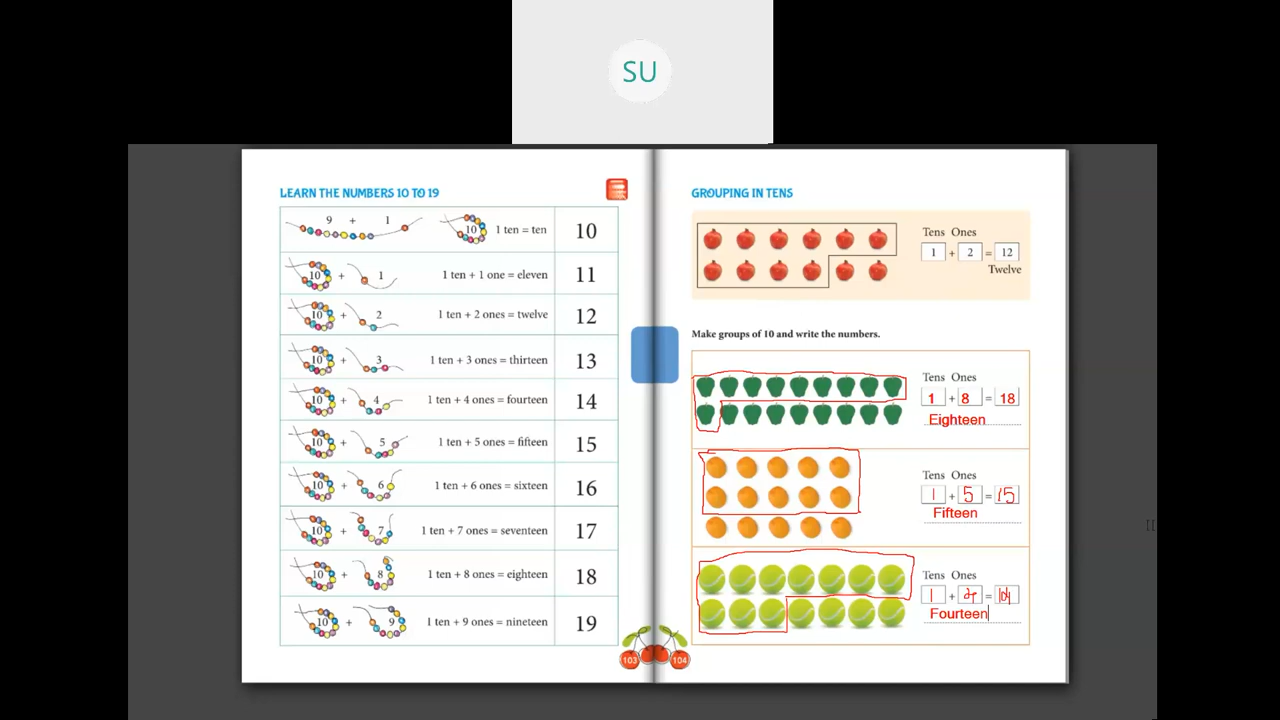 SU
LEARN THE NUMBERS 10 TO 19
9 + 1 10 1 ten = ten 10
10 + 1 1 ten + 1 one = eleven 11
10 + 2 1 ten + 2 ones = twelve 12
10 + 3 1 ten + 3 ones = thirteen 13
10 + 4 1 ten + 4 ones = fourteen 14
10 + 5 1 ten + 5 ones = fifteen 15
10 + 6 1 ten + 6 ones = sixteen 16
10 + 7 1 ten + 7 ones = seventeen 17
10 + 8 1 ten + 8 ones = eighteen 18
10 + 9 1 ten + 9 ones = nineteen 19
103
GROUPING IN TENS
Tens Ones
1 + 2 = 12
Twelve
Make groups of 10 and write the numbers.
Tens Ones
1 + 8 = 18
Eighteen
Tens Ones
1 + 5 = 15
Fifteen
Tens Ones
1 + 4 = 14
Fourteen
104